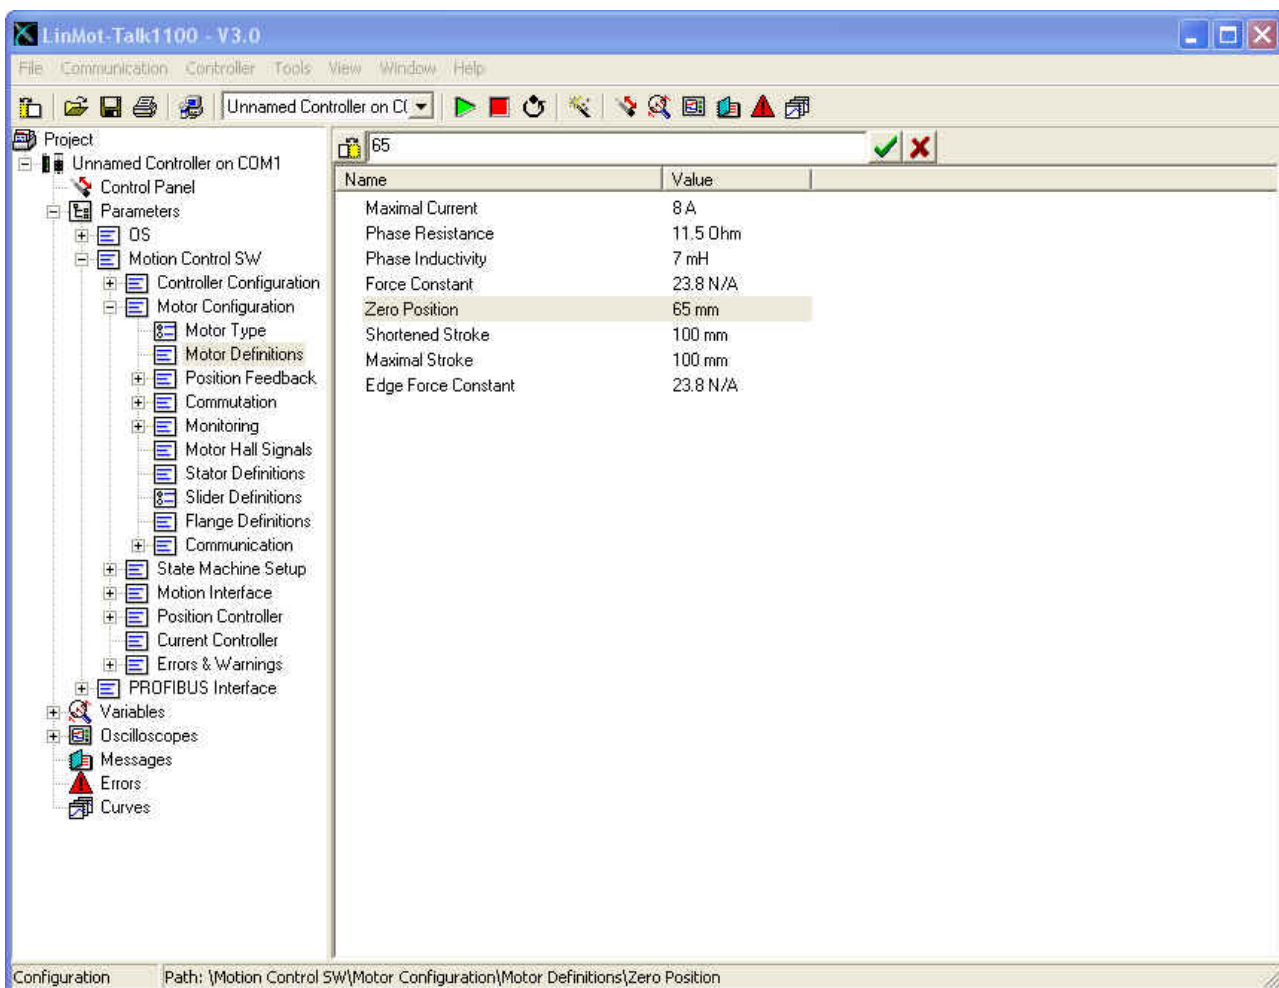 LinMot-Talk1100 - V3.0
File Communication Controller Tools View Window Help
Unnamed Controller on C(
Project
Unnamed Controller on COM1
Control Panel
Parameters
OS
Motion Control SW
Controller Configuration
Motor Configuration
Motor Type
Motor Definitions
Position Feedback
Commutation
Monitoring
Motor Hall Signals
Stator Definitions
Slider Definitions
Flange Definitions
Communication
State Machine Setup
Motion Interface
Position Controller
Current Controller
Errors & Warnings
PROFIBUS Interface
Variables
Oscilloscopes
Messages
Errors
Curves
65
Name Value
Maximal Current 8 A
Phase Resistance 11.5 Ohm
Phase Inductivity 7 mH
Force Constant 23.8 N/A
Zero Position 65 mm
Shortened Stroke 100 mm
Maximal Stroke 100 mm
Edge Force Constant 23.8 N/A
Configuration Path: \Motion Control SW\Motor Configuration\Motor Definitions\Zero Position